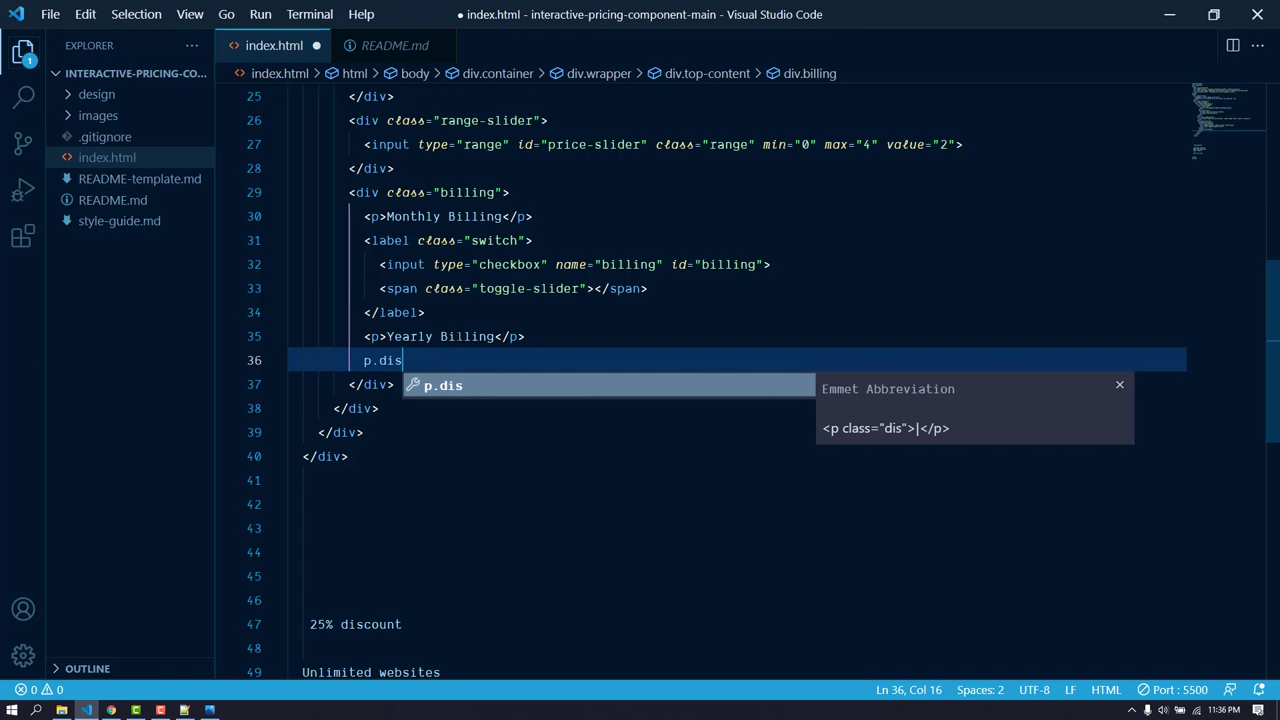 File Edit Selection View Go Run Terminal Help
● index.html - interactive-pricing-component-main - Visual Studio Code
EXPLORER
index.html
README.md
1
INTERACTIVE-PRICING-CO...
design
images
.gitignore
index.html
README-template.md
README.md
style-guide.md
OUTLINE
index.html > html > body > div.container > div.wrapper > div.top-content > div.billing
25 </div>
26 <div class="range-slider">
27 <input type="range" id="price-slider" class="range" min="0" max="4" value="2">
28 </div>
29 <div class="billing">
30 <p>Monthly Billing</p>
31 <label class="switch">
32 <input type="checkbox" name="billing" id="billing">
33 <span class="toggle-slider"></span>
34 </label>
35 <p>Yearly Billing</p>
36 p.dis
p.dis
Emmet Abbreviation
<p class="dis">|</p>
37 </div>
38 </div>
39 </div>
40 </div>
41
42
43
44
45
46
47 25% discount
48
49 Unlimited websites
0 0
Ln 36, Col 16 Spaces: 2 UTF-8 LF HTML Port : 5500
11:36 PM